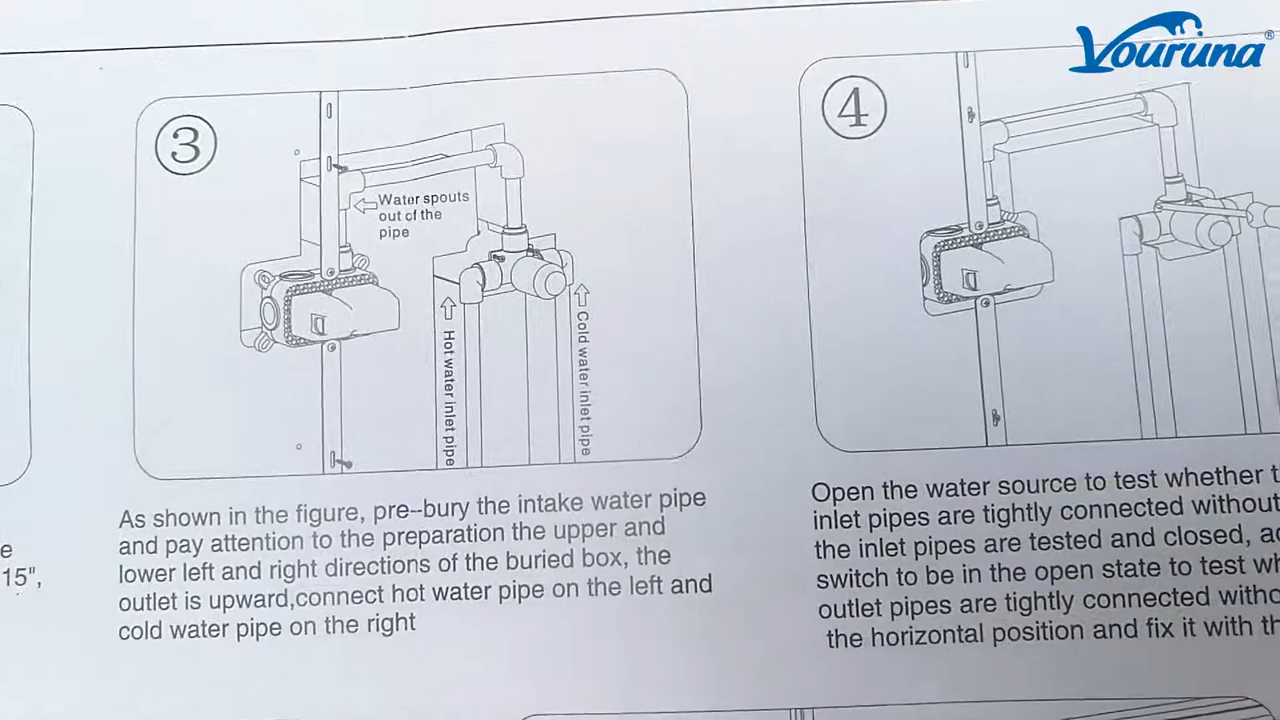 Vouruna®
3
Water spouts
out of the
pipe
Hot water inlet pipe
Cold water inlet pipe
As shown in the figure, pre--bury the intake water pipe
and pay attention to the preparation the upper and
lower left and right directions of the buried box, the
outlet is upward,connect hot water pipe on the left and
cold water pipe on the right
4
Open the water source to test whether
inlet pipes are tightly connected without
the inlet pipes are tested and closed,
switch to be in the open state to test
outlet pipes are tightly connected
the horizontal position and fix it with
e
15",